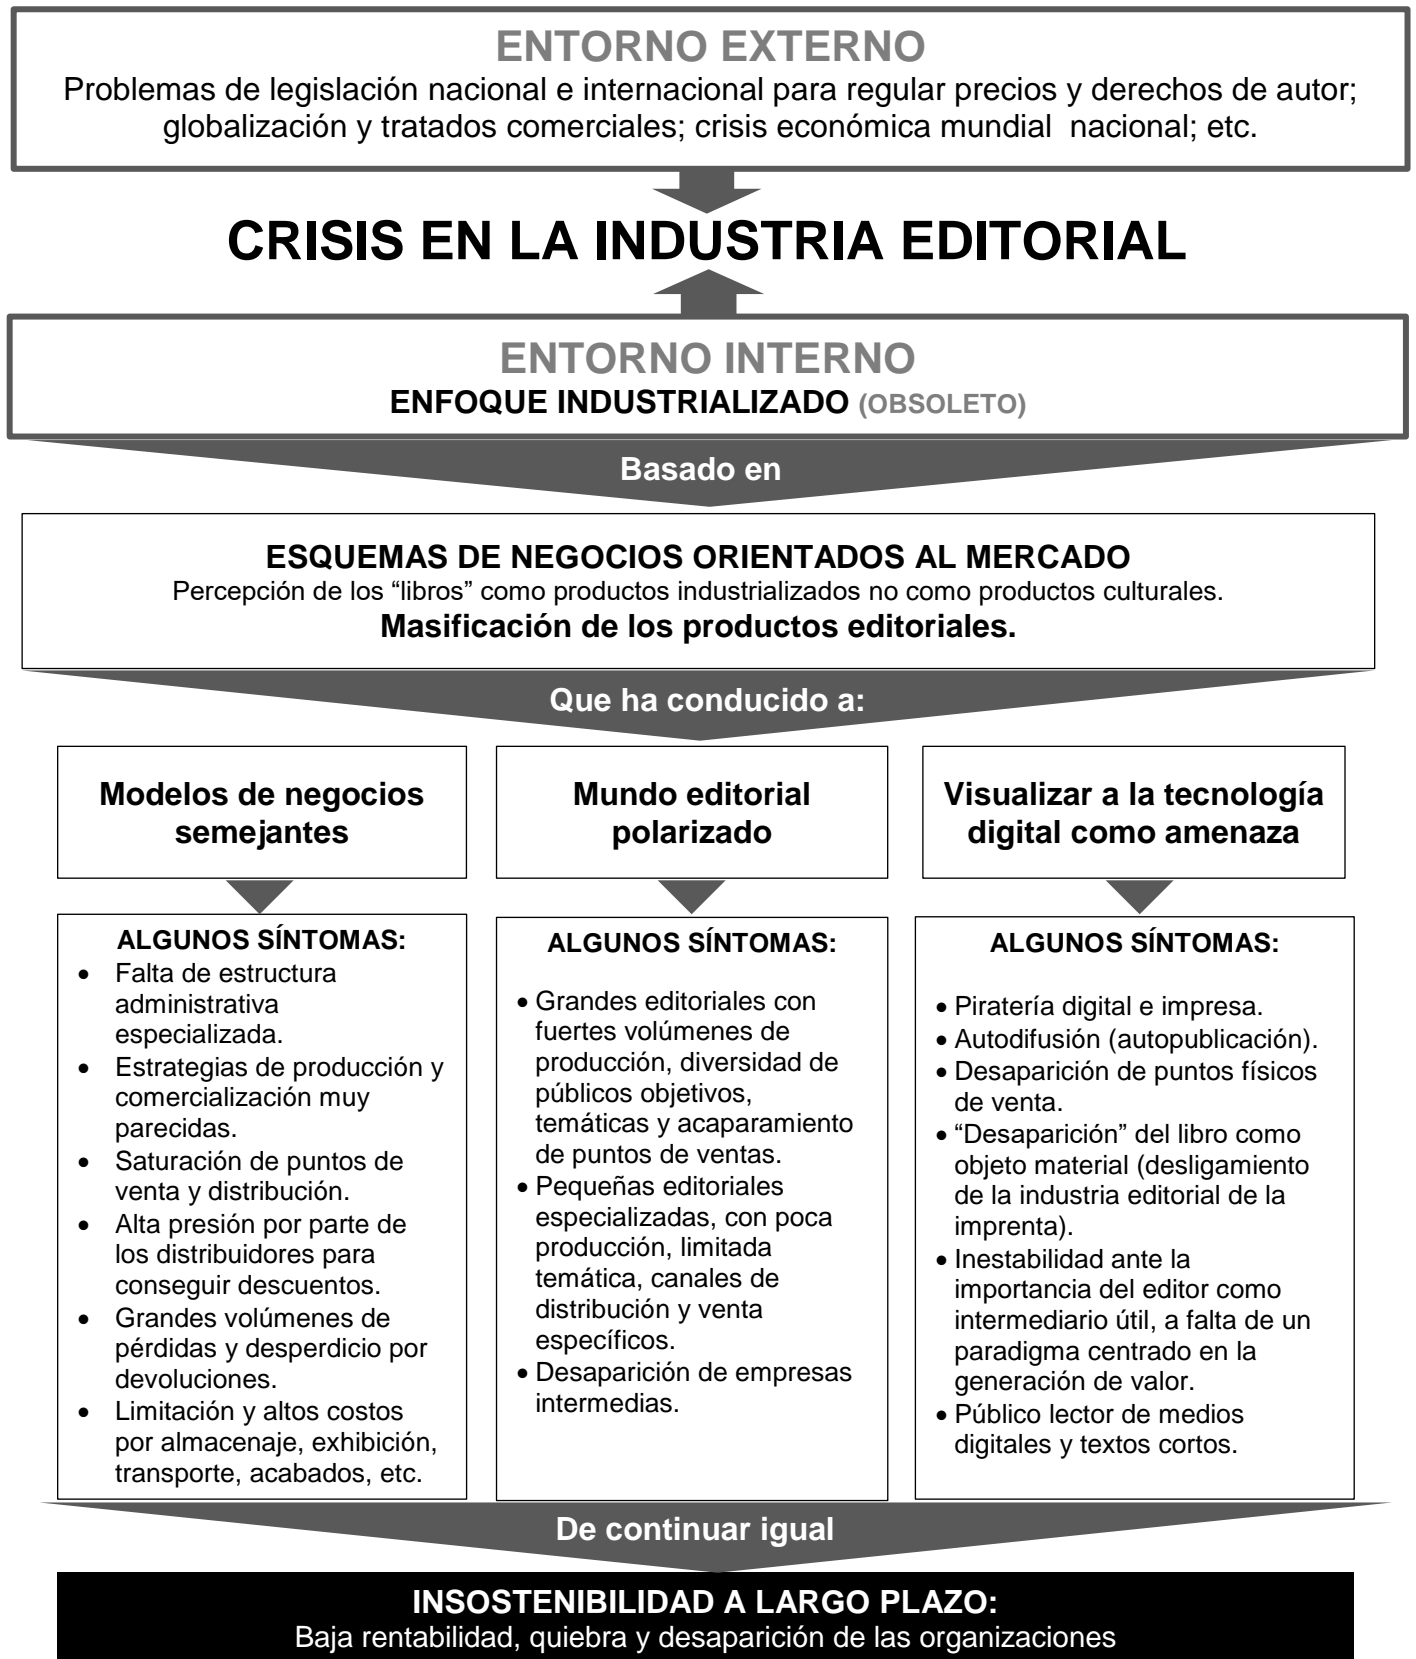 ENTORNO EXTERNO
Problemas de legislación nacional e internacional para regular precios y derechos de autor;
globalización y tratados comerciales; crisis económica mundial  nacional; etc.
CRISIS EN LA INDUSTRIA EDITORIAL
ENTORNO INTERNO
ENFOQUE INDUSTRIALIZADO (OBSOLETO)
Basado en
ESQUEMAS DE NEGOCIOS ORIENTADOS AL MERCADO
Percepción de los “libros” como productos industrializados no como productos culturales.
Masificación de los productos editoriales.
Que ha conducido a:
Modelos de negocios
semejantes
ALGUNOS SÍNTOMAS:
• Falta de estructura
administrativa
especializada.
• Estrategias de producción y
comercialización muy
parecidas.
• Saturación de puntos de
venta y distribución.
• Alta presión por parte de
los distribuidores para
conseguir descuentos.
• Grandes volúmenes de
pérdidas y desperdicio por
devoluciones.
• Limitación y altos costos
por almacenaje, exhibición,
transporte, acabados, etc.
Mundo editorial
polarizado
ALGUNOS SÍNTOMAS:
• Grandes editoriales con
fuertes volúmenes de
producción, diversidad de
públicos objetivos,
temáticas y acaparamiento
de puntos de ventas.
• Pequeñas editoriales
especializadas, con poca
producción, limitada
temática, canales de
distribución y venta
específicos.
• Desaparición de empresas
intermedias.
Visualizar a la tecnología
digital como amenaza
ALGUNOS SÍNTOMAS:
• Piratería digital e impresa.
• Autodifusión (autopublicación).
• Desaparición de puntos físicos
de venta.
• “Desaparición” del libro como
objeto material (desligamiento
de la industria editorial de la
imprenta).
• Inestabilidad ante la
importancia del editor como
intermediario útil, a falta de un
paradigma centrado en la
generación de valor.
• Público lector de medios
digitales y textos cortos.
De continuar igual
INSOSTENIBILIDAD A LARGO PLAZO:
Baja rentabilidad, quiebra y desaparición de las organizaciones